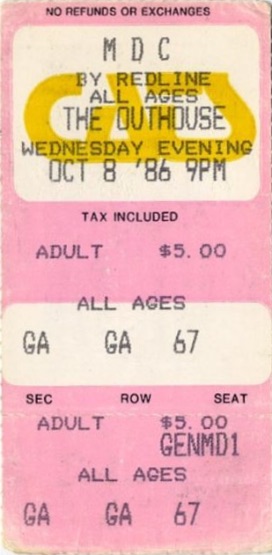 NO REFUNDS OR EXCHANGES
M D C
BY REDLINE
ALL AGES
THE OUTHOUSE
WEDNESDAY EVENING
OCT 8 '86 9PM
TAX INCLUDED
ADULT $5.00
ALL AGES
GA GA 67
SEC ROW SEAT
ADULT $5.00
GENMD1
ALL AGES
GA GA 67